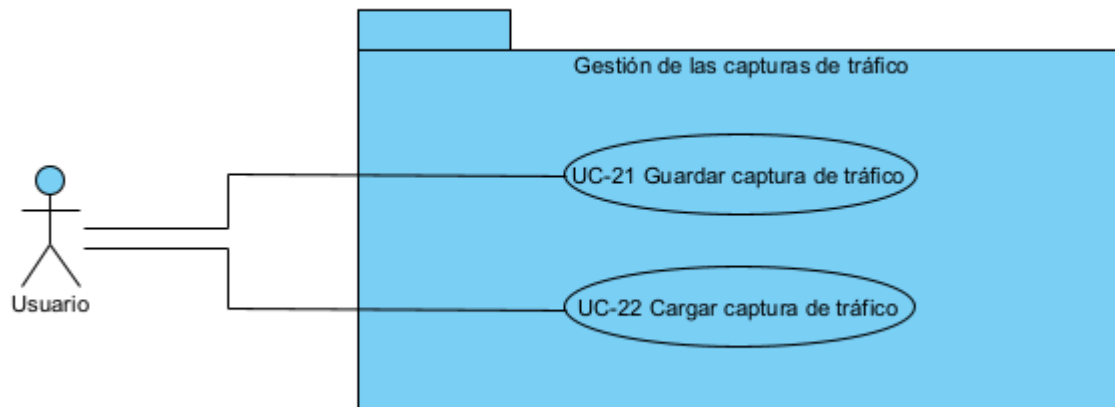 Gestión de las capturas de tráfico
UC-21 Guardar captura de tráfico
Usuario
UC-22 Cargar captura de tráfico